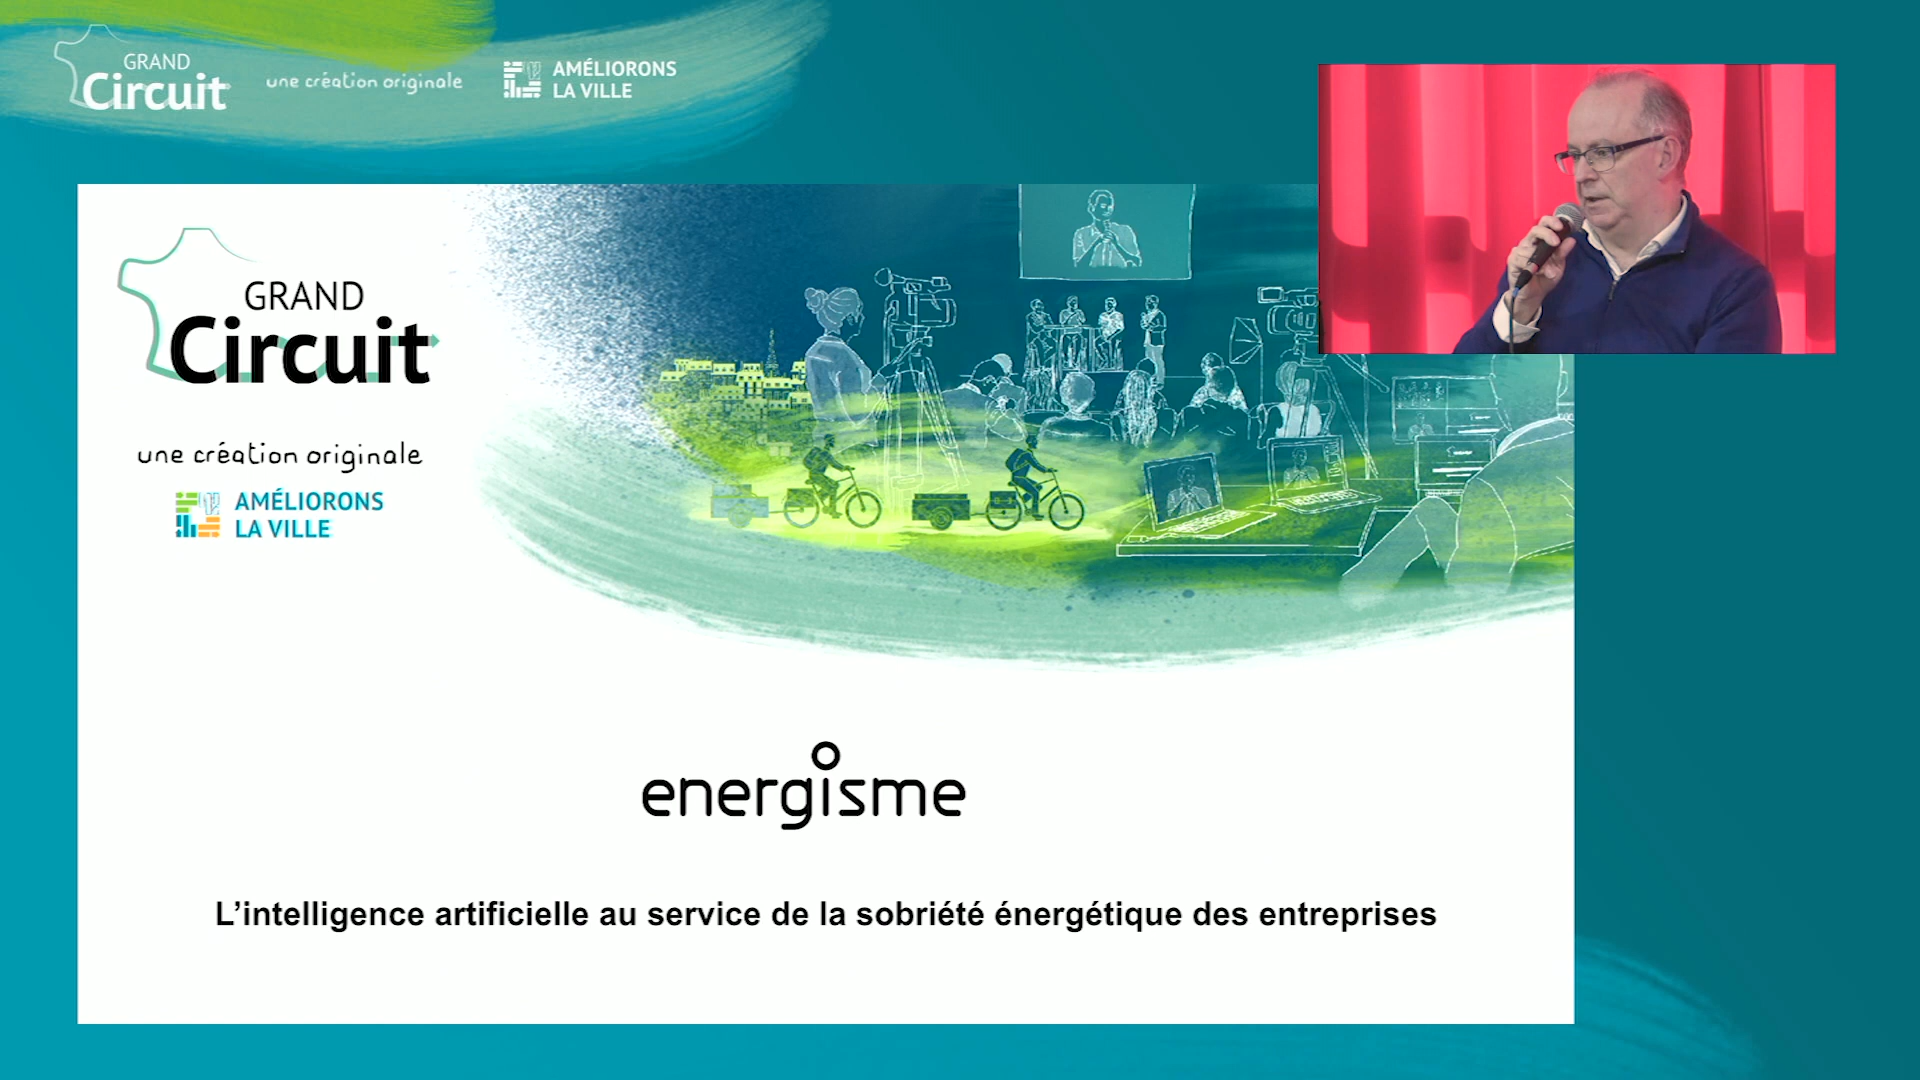 GRAND
Circuit
une création originale
AMÉLIORONS
LA VILLE
GRAND
Circuit
une création originale
AMÉLIORONS
LA VILLE
energisme
L’intelligence artificielle au service de la sobriété énergétique des entreprises